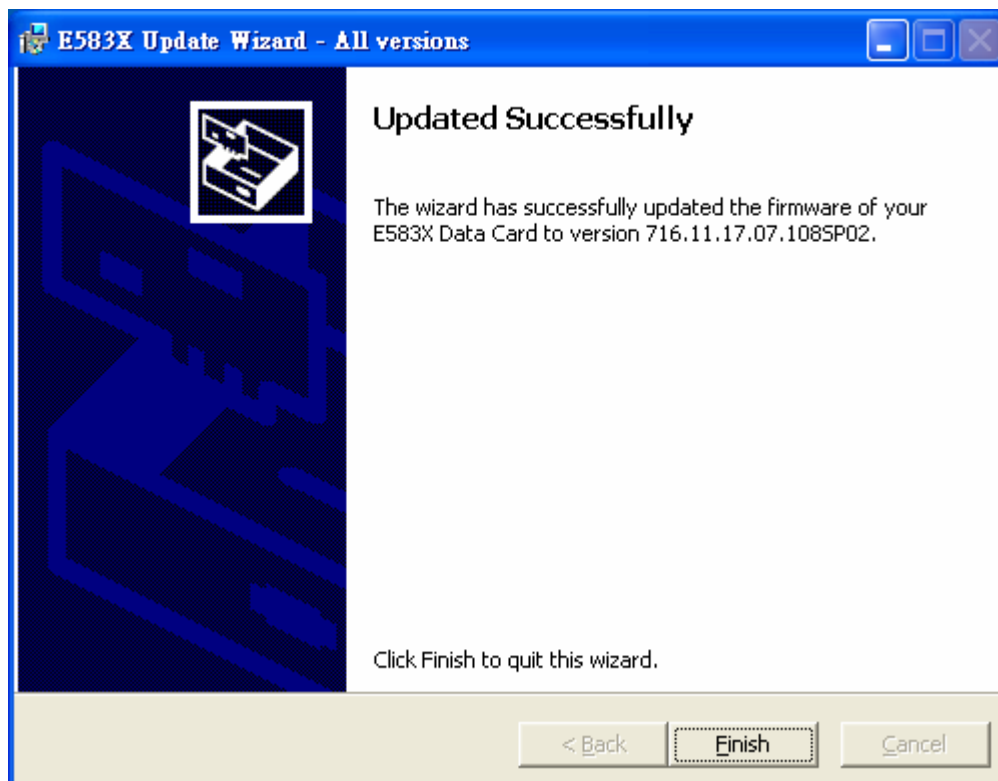 E583X Update Wizard - All versions
Updated Successfully
The wizard has successfully updated the firmware of your
E583X Data Card to version 716.11.17.07.108SP02.
Click Finish to quit this wizard.
< Back
Finish
Cancel